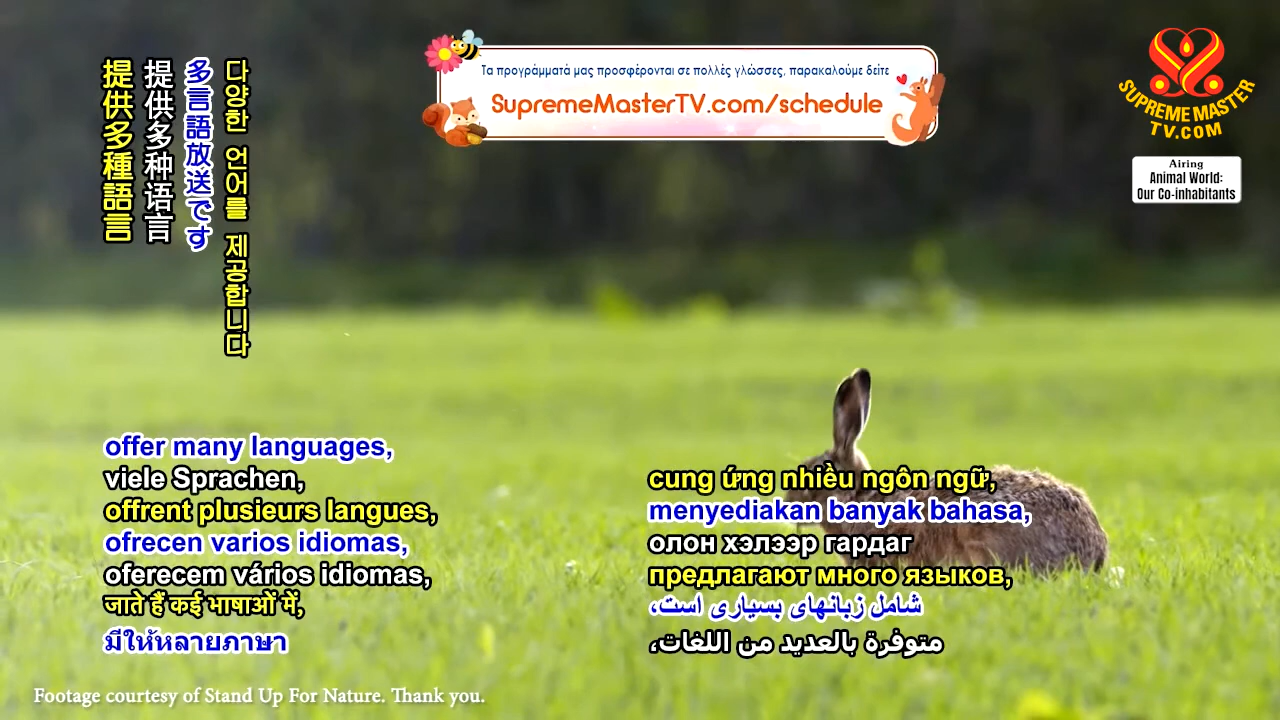 Τα προγράμματά μας προσφέρονται σε πολλές γλώσσες, παρακαλούμε δείτε
SupremeMasterTV.com/schedule
SUPREME MASTER
TV.COM
Airing
Animal World:
Our Co-inhabitants
提供多種語言
提供多种语言
多言語放送です
다양한 언어를 제공합니다
offer many languages,
viele Sprachen,
offrent plusieurs langues,
ofrecen varios idiomas,
oferecem vários idiomas,
जाते हैं कई भाषाओं में,
มีให้หลายภาษา
cung ứng nhiều ngôn ngữ,
menyediakan banyak bahasa,
олон хэлээр гардаг
предлагают много языков,
شامل زبانهای بسیاری است،
متوفرة بالعديد من اللغات،
Footage courtesy of Stand Up For Nature. Thank you.